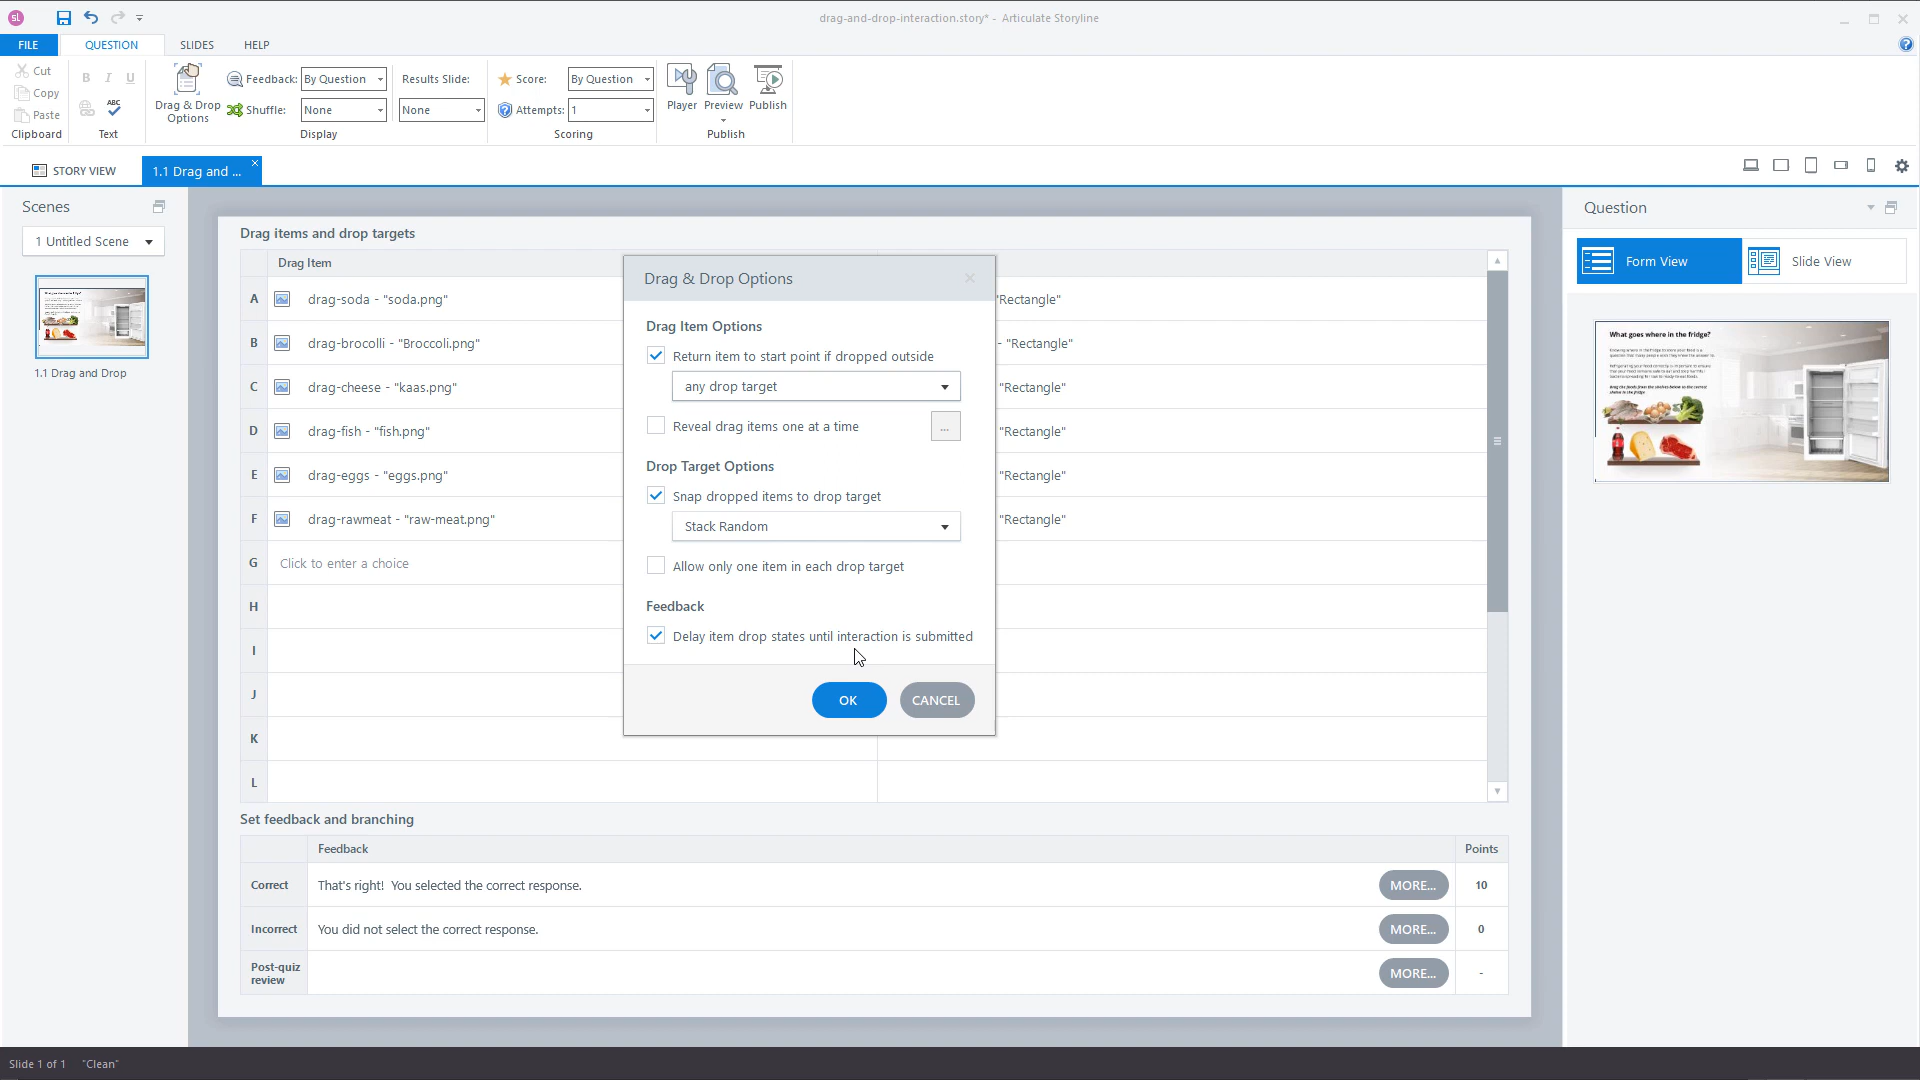 sl
drag-and-drop-interaction.story* - Articulate Storyline
FILE
QUESTION
SLIDES
HELP
Cut
Copy
Paste
Clipboard
B I U
ABC
Text
Drag & Drop
Options
Feedback: By Question
Shuffle: None
Display
Results Slide:
None
Score: By Question
Attempts: 1
Scoring
Player
Preview
Publish
Publish
STORY VIEW
1.1 Drag and ...
Scenes
1 Untitled Scene
1.1 Drag and Drop
Drag items and drop targets
Drag Item
A drag-soda - "soda.png" "Rectangle"
B drag-brocolli - "Broccoli.png" - "Rectangle"
C drag-cheese - "kaas.png" "Rectangle"
D drag-fish - "fish.png" "Rectangle"
E drag-eggs - "eggs.png" "Rectangle"
F drag-rawmeat - "raw-meat.png" "Rectangle"
G Click to enter a choice
H
I
J
K
L
Drag & Drop Options
Drag Item Options
Return item to start point if dropped outside
any drop target
Reveal drag items one at a time
...
Drop Target Options
Snap dropped items to drop target
Stack Random
Allow only one item in each drop target
Feedback
Delay item drop states until interaction is submitted
OK
CANCEL
Set feedback and branching
Feedback Points
Correct That's right! You selected the correct response. MORE... 10
Incorrect You did not select the correct response. MORE... 0
Post-quiz
review MORE... -
Question
Form View
Slide View
What goes where in the fridge?
Slide 1 of 1 "Clean"